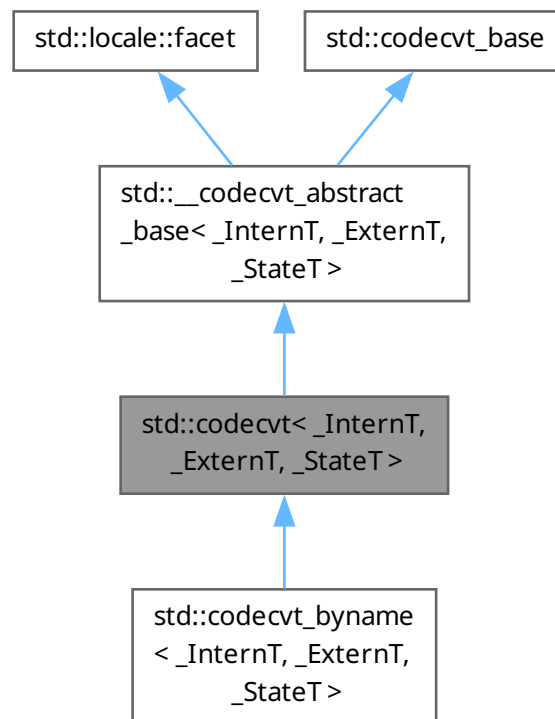 std::locale::facet
std::codecvt_base
std::__codecvt_abstract
_base< _InternT, _ExternT,
_StateT >
std::codecvt< _InternT,
_ExternT, _StateT >
std::codecvt_byname
< _InternT, _ExternT,
_StateT >